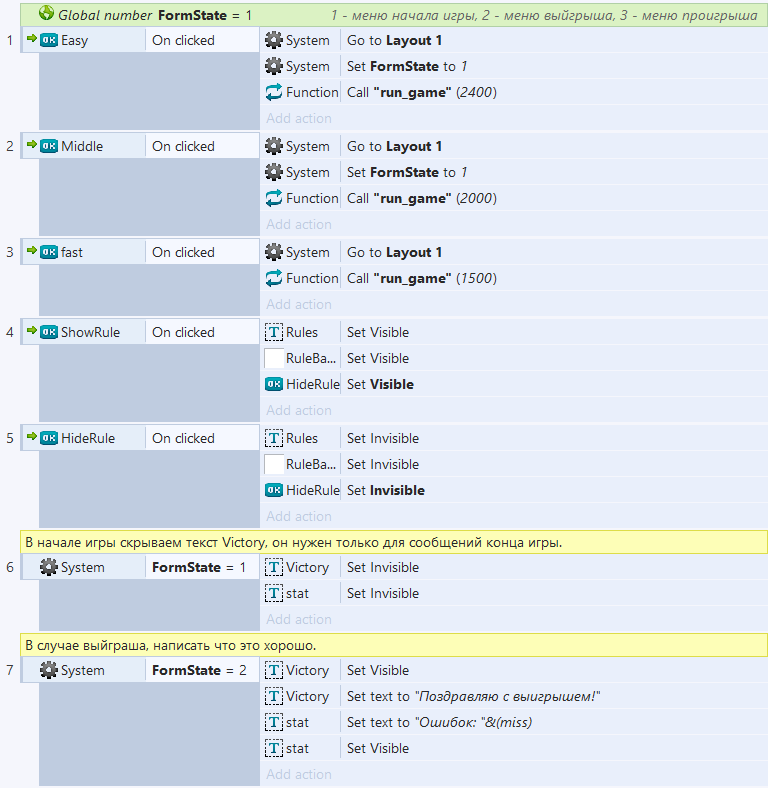 Global number FormState = 1 1 - меню начала игры, 2 - меню выйгрыша, 3 - меню проигрыша
1 Easy On clicked System Go to Layout 1
System Set FormState to 1
Function Call "run_game" (2400)
Add action
2 Middle On clicked System Go to Layout 1
System Set FormState to 1
Function Call "run_game" (2000)
Add action
3 fast On clicked System Go to Layout 1
Function Call "run_game" (1500)
Add action
4 OK ShowRule On clicked T Rules Set Visible
RuleBa... Set Visible
OK HideRule Set Visible
Add action
5 OK HideRule On clicked T Rules Set Invisible
RuleBa... Set Invisible
OK HideRule Set Invisible
Add action
В начале игры скрываем текст Victory, он нужен только для сообщений конца игры.
6 System FormState = 1 T Victory Set Invisible
T stat Set Invisible
Add action
В случае выйграша, написать что это хорошо.
7 System FormState = 2 T Victory Set Visible
T Victory Set text to "Поздравляю с выигрышем!"
T stat Set text to "Ошибок: "&(miss)
T stat Set Visible
Add action